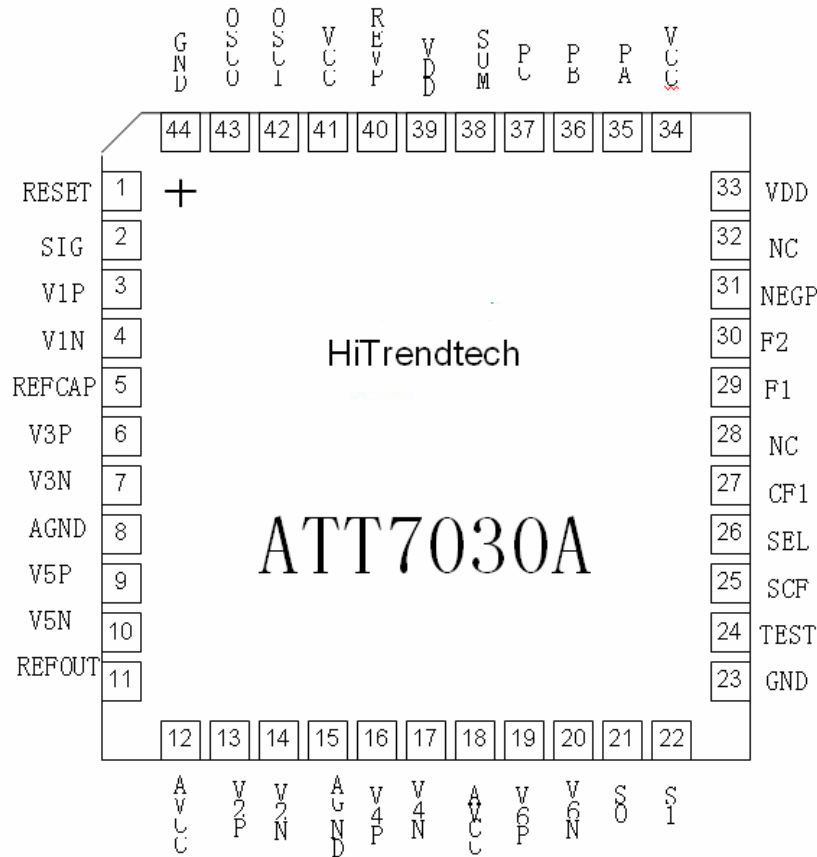 GND OSCO OSCI VCC REVP VDD SUM PC PB PA VCC
44 43 42 41 40 39 38 37 36 35 34
RESET 1
SIG 2
V1P 3
V1N 4
REFCAP 5
V3P 6
V3N 7
AGND 8
V5P 9
V5N 10
REFOUT 11
33 VDD
32 NC
31 NEGP
30 F2
29 F1
28 NC
27 CF1
26 SEL
25 SCF
24 TEST
23 GND
HiTrendtech
ATT7030A
12 13 14 15 16 17 18 19 20 21 22
AVCC V2P V2N AGND V4P V4N AVCC V6P V6N S0 S1